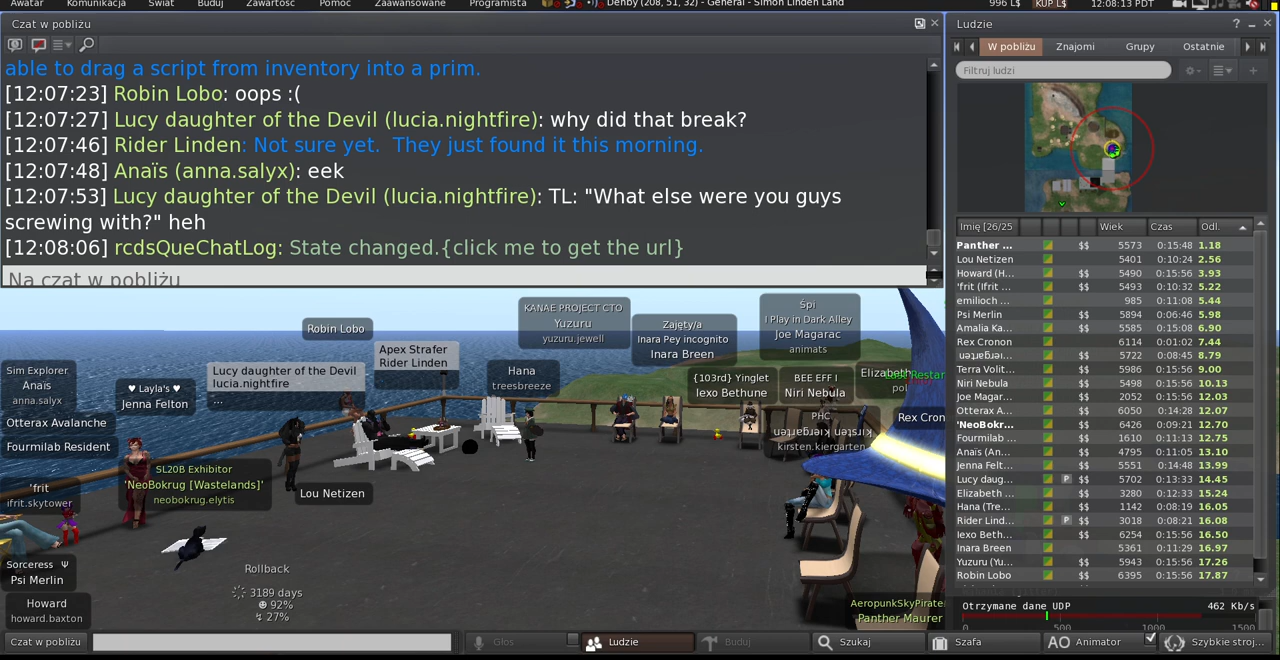 Awatar Komunikacja Świat Buduj Zawartość Pomoc Zaawansowane Programista Denby (208, 51, 32) - General - Simon Linden Land 996 L$ KUP L$ 12:08:13 PDT
Czat w pobliżu
able to drag a script from inventory into a prim.
[12:07:23] Robin Lobo: oops :(
[12:07:27] Lucy daughter of the Devil (lucia.nightfire): why did that break?
[12:07:46] Rider Linden: Not sure yet. They just found it this morning.
[12:07:48] Anaïs (anna.salyx): eek
[12:07:53] Lucy daughter of the Devil (lucia.nightfire): TL: "What else were you guys
screwing with?" heh
[12:08:06] rcdsQueChatLog: State changed.{click me to get the url}
Na czat w pobliżu
Robin Lobo
KANAE PROJECT CTO
Yuzuru
yuzuru.jewell
Zajęty/a
Inara Pey incognito
Inara Breen
Śpi
I Play in Dark Alley
Joe Magarac
animats
Apex Strafer
Rider Linden
Sim Explorer
Anaïs
anna.salyx
Lucy daughter of the Devil
lucia.nightfire
...
♥ Layla's ♥
Jenna Felton
Hana
treesbreeze
{103rd} Yinglet
Iexo Bethune
BEE EFF I
Niri Nebula
Elizabeth
pol
Otterax Avalanche
Fourmilab Resident
PHC
kirsten.kiergarten
Rex Cron
SL20B Exhibitor
'NeoBokrug [Wastelands]'
neobokrug.elytis
Lou Netizen
'frit
ifrit.skytower
Sorceress Ψ
Psi Merlin
Howard
howard.baxton
Rollback
3189 days
92%
27%
AeropunkSkyPirate
Panther Maurer
Ludzie
W pobliżu Znajomi Grupy Ostatnie
Filtruj ludzi
Imię [26/25 Wiek Czas Odl.
Panther ... $$ 5573 0:15:48 1.18
Lou Netizen 5401 0:10:24 2.56
Howard (H... $$ 5490 0:15:56 3.93
'frit (Ifrit ... $$ 5493 0:10:32 5.22
emilioch ... 985 0:11:08 5.44
Psi Merlin $$ 5894 0:06:46 5.98
Amalia Ka... $$ 5585 0:15:08 6.90
Rex Cronon 6114 0:01:02 7.44
$$ 5722 0:08:45 8.79
Terra Volit... $$ 5986 0:15:56 9.00
Niri Nebula $$ 5498 0:15:56 10.13
Joe Magar... $$ 2052 0:15:56 12.03
Otterax A... $$ 6050 0:14:28 12.07
'NeoBokr... $$ 6426 0:09:21 12.70
Fourmilab ... $$ 1610 0:11:13 12.75
Anaïs (An... $$ 4795 0:11:05 13.10
Jenna Felt... $$ 5551 0:14:48 13.99
Lucy daug... P $$ 5702 0:13:33 14.45
Elizabeth ... $$ 3280 0:12:33 15.24
Hana (Tre... $$ 1142 0:08:19 16.05
Rider Lind... P $$ 3018 0:08:21 16.08
Iexo Beth... $$ 6254 0:15:56 16.50
Inara Breen 5361 0:11:29 16.97
Yuzuru (Yu... $$ 5943 0:15:56 17.26
Robin Lobo $$ 6395 0:15:56 17.87
Otrzymane dane UDP 462 Kb/s
0 500 1000 1500
Czat w pobliżu Głos Ludzie Buduj Szukaj Szafa AO Animator Szybkie stroj...